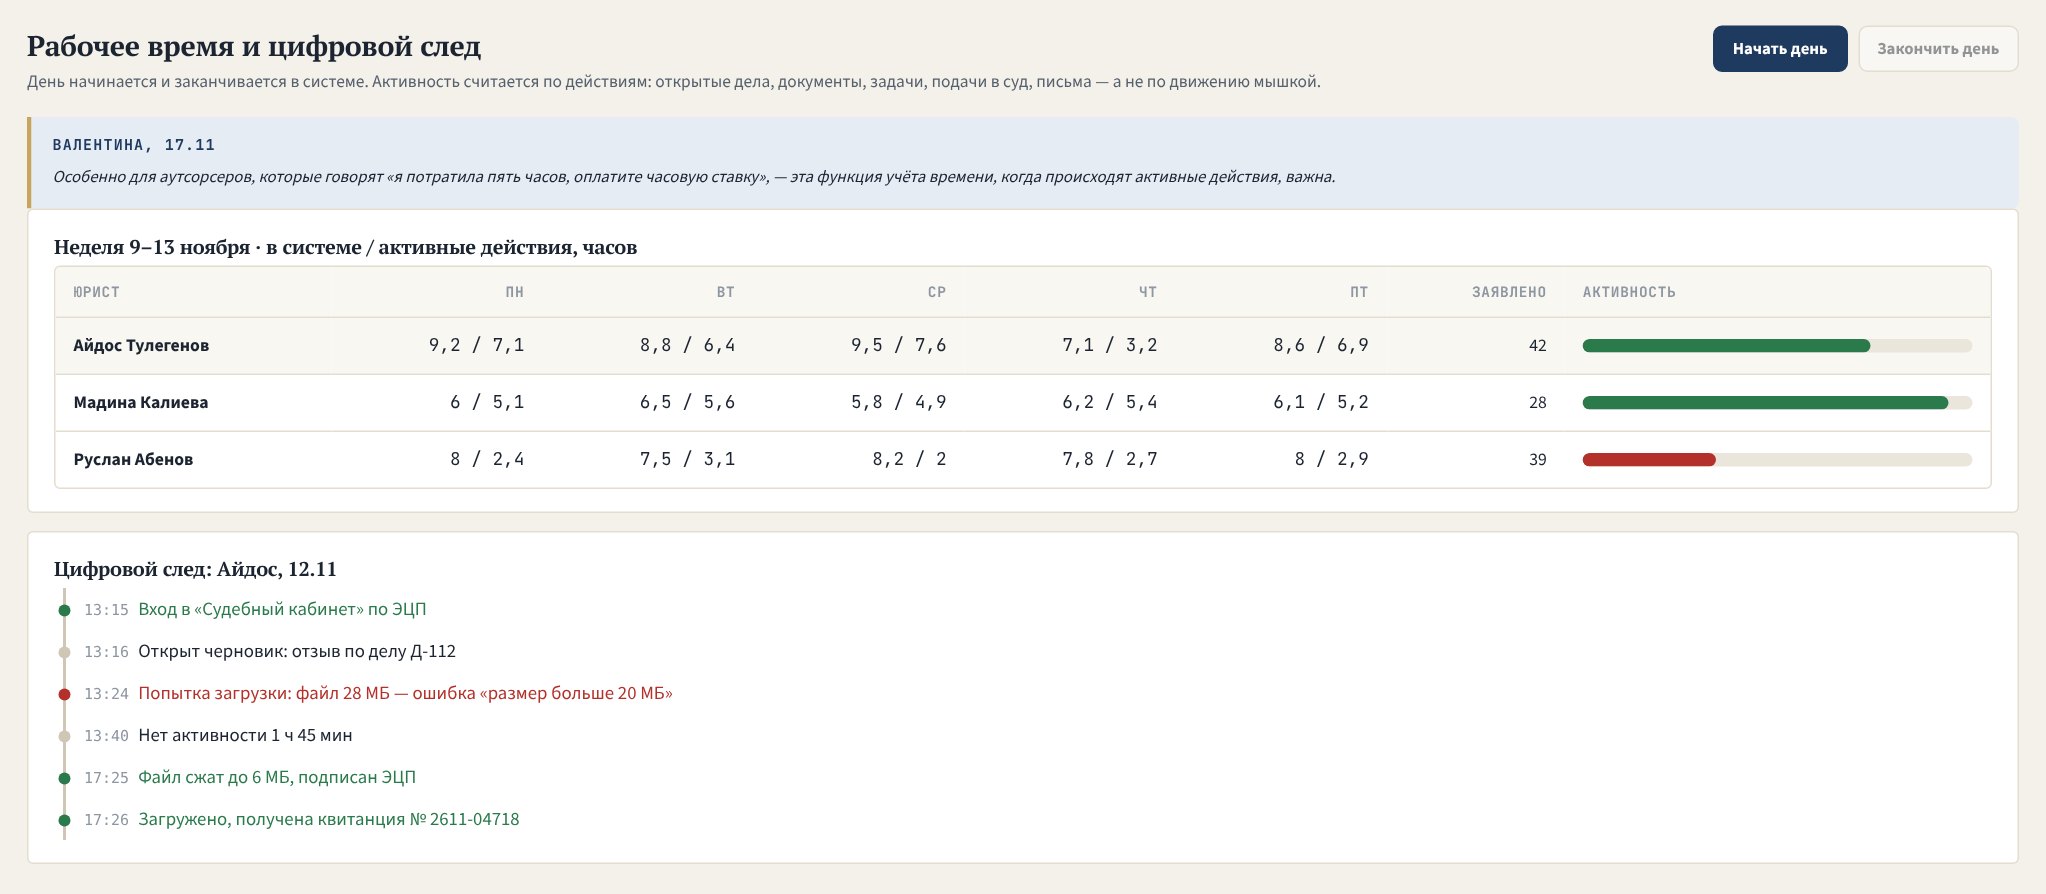 Рабочее время и цифровой след
Начать день
Закончить день
День начинается и заканчивается в системе. Активность считается по действиям: открытые дела, документы, задачи, подачи в суд, письма — а не по движению мышкой.
ВАЛЕНТИНА, 17.11
Особенно для аутсорсеров, которые говорят «я потратила пять часов, оплатите часовую ставку», — эта функция учёта времени, когда происходят активные действия, важна.
Неделя 9–13 ноября · в системе / активные действия, часов
ЮРИСТ ПН ВТ СР ЧТ ПТ ЗАЯВЛЕНО АКТИВНОСТЬ
Айдос Тулегенов 9,2 / 7,1 8,8 / 6,4 9,5 / 7,6 7,1 / 3,2 8,6 / 6,9 42
Мадина Калиева 6 / 5,1 6,5 / 5,6 5,8 / 4,9 6,2 / 5,4 6,1 / 5,2 28
Руслан Абенов 8 / 2,4 7,5 / 3,1 8,2 / 2 7,8 / 2,7 8 / 2,9 39
Цифровой след: Айдос, 12.11
13:15 Вход в «Судебный кабинет» по ЭЦП
13:16 Открыт черновик: отзыв по делу Д-112
13:24 Попытка загрузки: файл 28 МБ — ошибка «размер больше 20 МБ»
13:40 Нет активности 1 ч 45 мин
17:25 Файл сжат до 6 МБ, подписан ЭЦП
17:26 Загружено, получена квитанция № 2611-04718